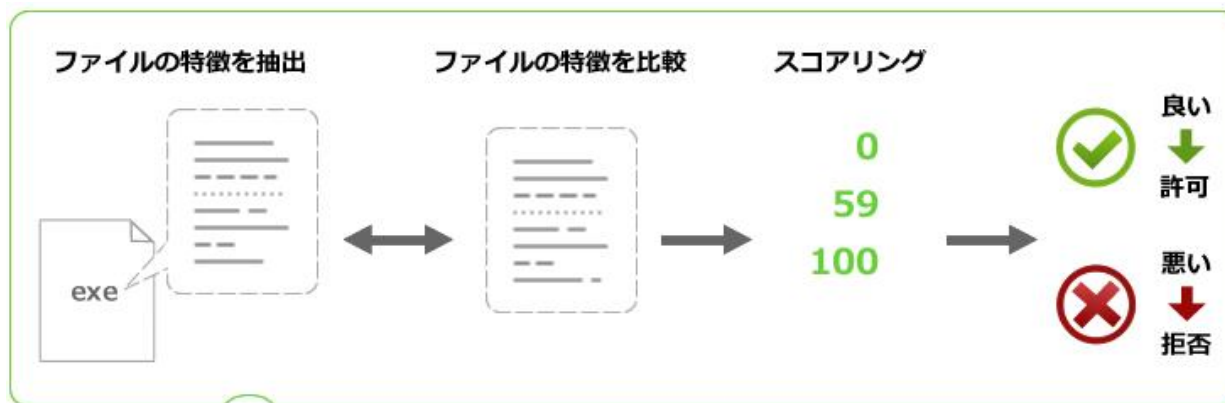 ファイルの特徴を抽出
ファイルの特徴を比較
スコアリング
exe
0
59
100
良い
許可
悪い
拒否